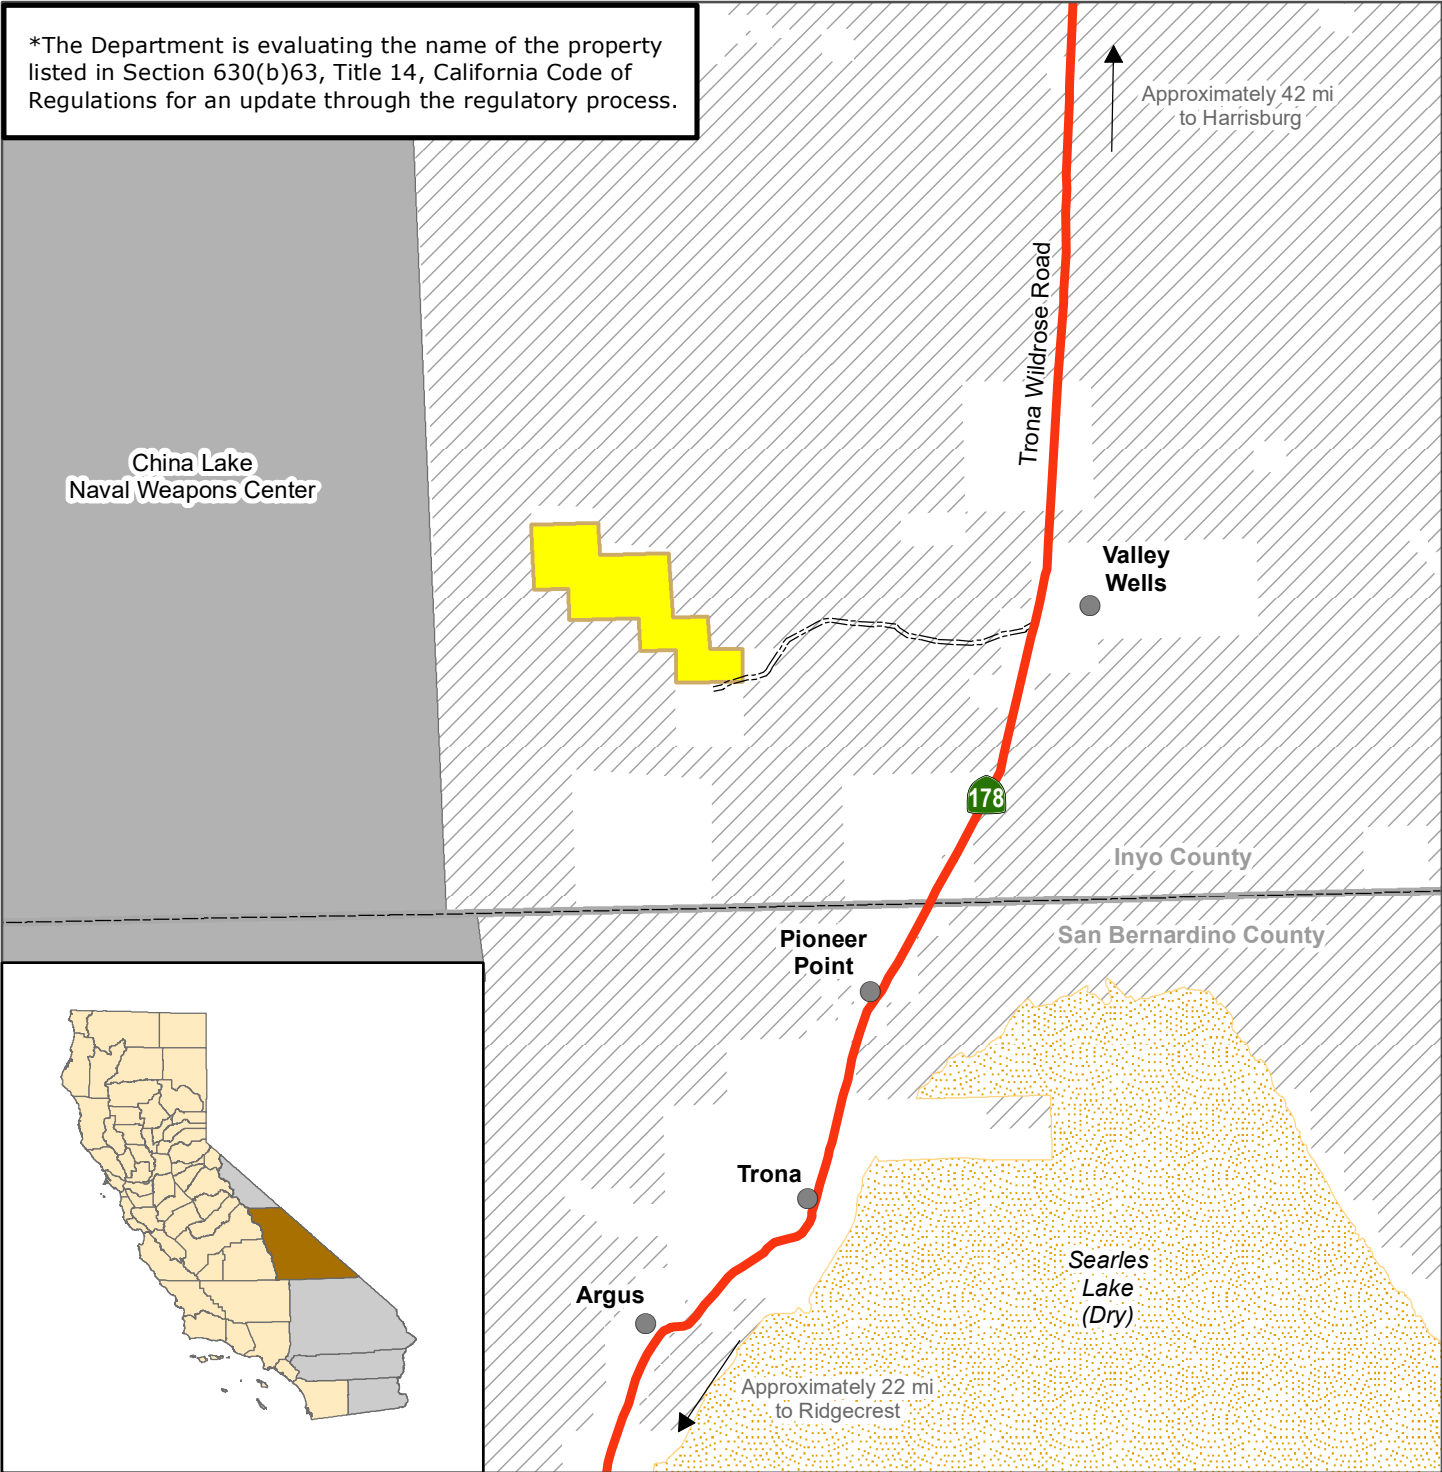 *The Department is evaluating the name of the property
listed in Section 630(b)63, Title 14, California Code of
Regulations for an update through the regulatory process.
Approximately 42 mi
to Harrisburg
Trona Wildrose Road
China Lake
Naval Weapons Center
Valley
Wells
178
Inyo County
San Bernardino County
Pioneer
Point
Trona
Argus
Searles
Lake
(Dry)
Approximately 22 mi
to Ridgecrest